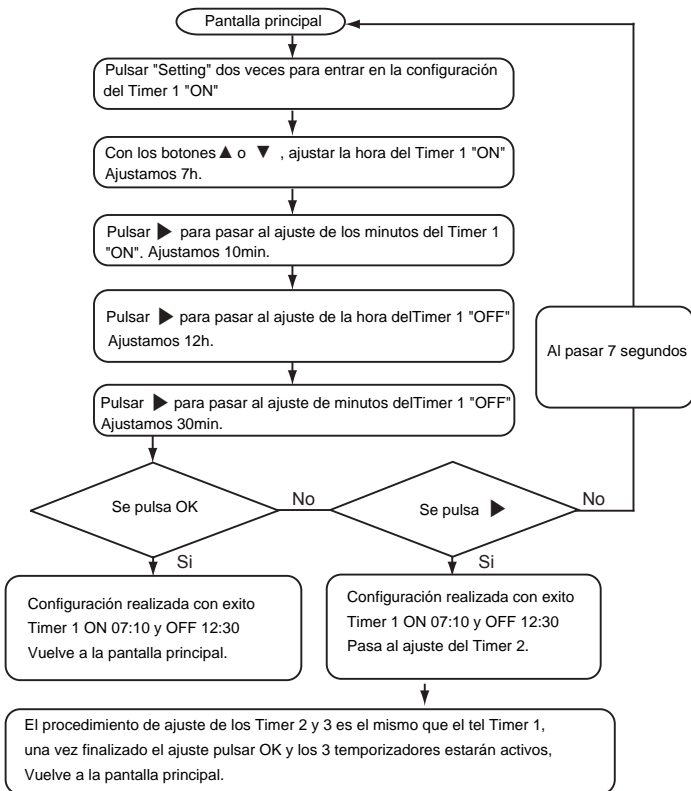 Pantalla principal
Pulsar "Setting" dos veces para entrar en la configuración
del Timer 1 "ON"
Con los botones ▲ o ▼ , ajustar la hora del Timer 1 "ON"
Ajustamos 7h.
Pulsar ▶ para pasar al ajuste de los minutos del Timer 1
"ON". Ajustamos 10min.
Pulsar ▶ para pasar al ajuste de la hora delTimer 1 "OFF"
Ajustamos 12h.
Al pasar 7 segundos
Pulsar ▶ para pasar al ajuste de minutos delTimer 1 "OFF"
Ajustamos 30min.
Se pulsa OK
No
Se pulsa ▶
No
Si
Si
Configuración realizada con exito
Timer 1 ON 07:10 y OFF 12:30
Vuelve a la pantalla principal.
Configuración realizada con exito
Timer 1 ON 07:10 y OFF 12:30
Pasa al ajuste del Timer 2.
El procedimiento de ajuste de los Timer 2 y 3 es el mismo que el tel Timer 1,
una vez finalizado el ajuste pulsar OK y los 3 temporizadores estarán activos,
Vuelve a la pantalla principal.